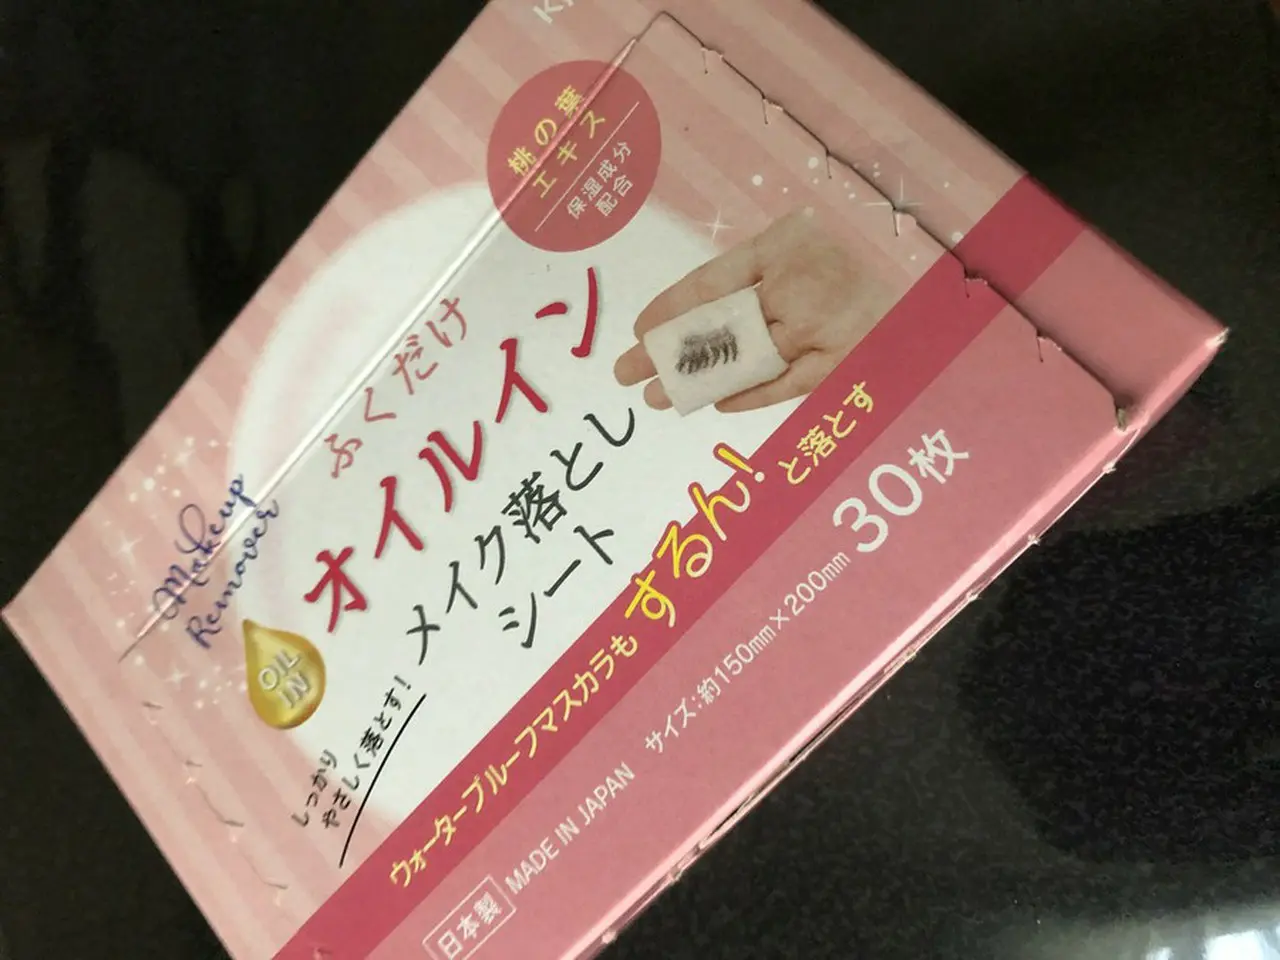 桃の葉
エキス
保湿成分
配合
ふくだけ
オイルイン
メイク落とし
シート
Makeup
Remover
OIL
IN
しっかり
やさしく落とす!
ウォータープルーフマスカラも するん! と落とす
日本製 MADE IN JAPAN サイズ:約150mm×200mm 30枚